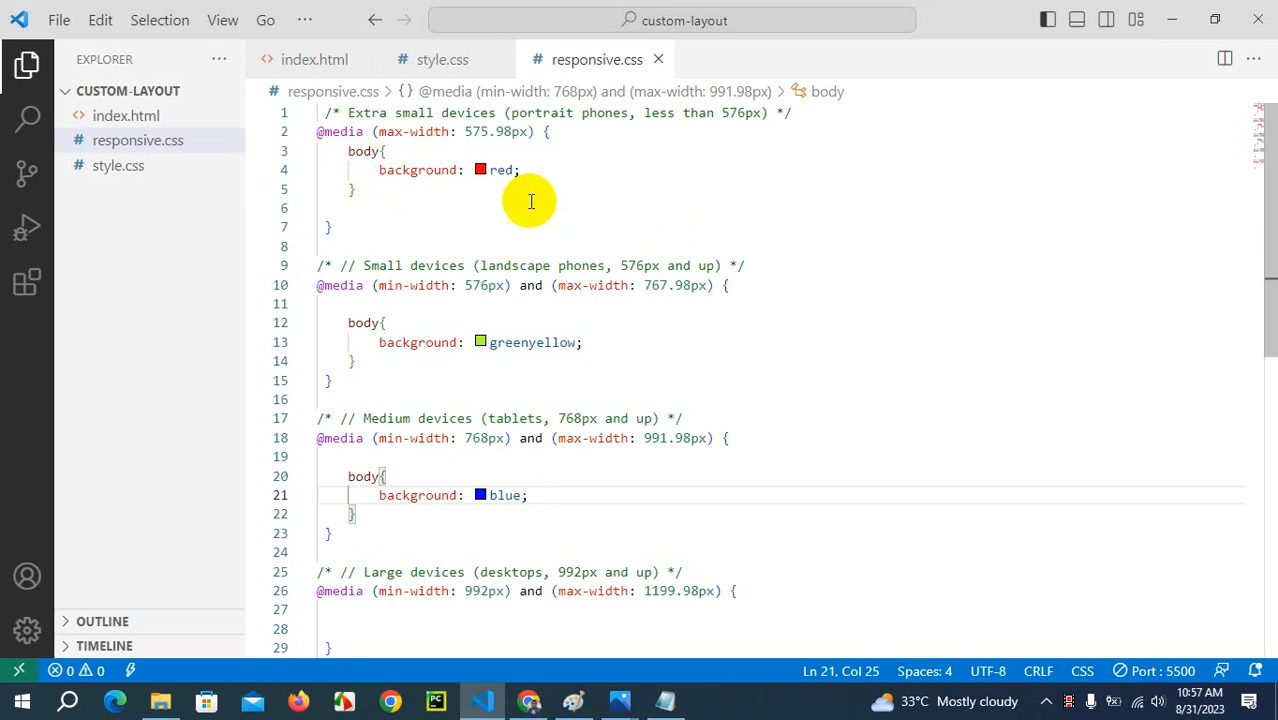 File Edit Selection View Go ··· custom-layout
EXPLORER ··· index.html style.css responsive.css
CUSTOM-LAYOUT
index.html
responsive.css
style.css
OUTLINE
TIMELINE
responsive.css > {} @media (min-width: 768px) and (max-width: 991.98px) > body
1 /* Extra small devices (portrait phones, less than 576px) */
2 @media (max-width: 575.98px) {
3 body{
4 background: red;
5 }
6
7 }
8
9 /* // Small devices (landscape phones, 576px and up) */
10 @media (min-width: 576px) and (max-width: 767.98px) {
11
12 body{
13 background: greenyellow;
14 }
15 }
16
17 /* // Medium devices (tablets, 768px and up) */
18 @media (min-width: 768px) and (max-width: 991.98px) {
19
20 body{
21 background: blue;
22 }
23 }
24
25 /* // Large devices (desktops, 992px and up) */
26 @media (min-width: 992px) and (max-width: 1199.98px) {
27
28
29 }
0 0 Ln 21, Col 25 Spaces: 4 UTF-8 CRLF CSS Port : 5500
PC 33°C Mostly cloudy 10:57 AM
8/31/2023